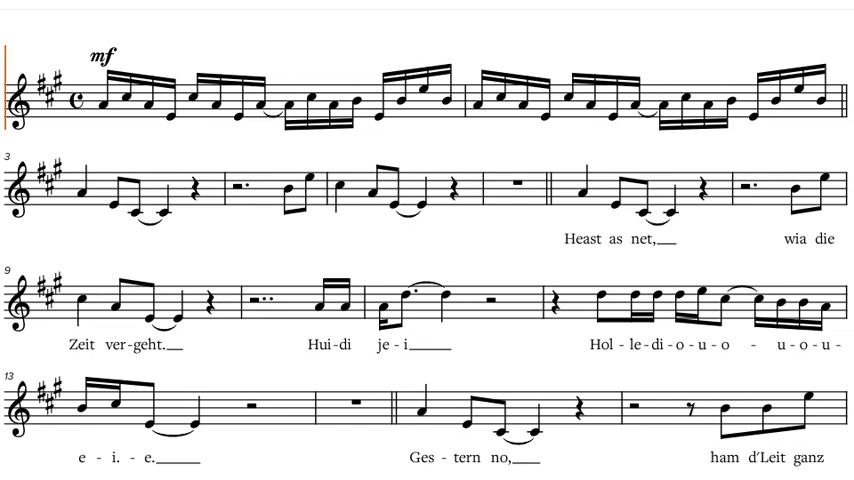 mf
3
Heast as net, wia die
9
Zeit ver-geht. Hui-di je-i Hol-le-di-o-u-o - u-o-u-
13
e - i. - e. Ges - tern no, ham d'Leit ganz